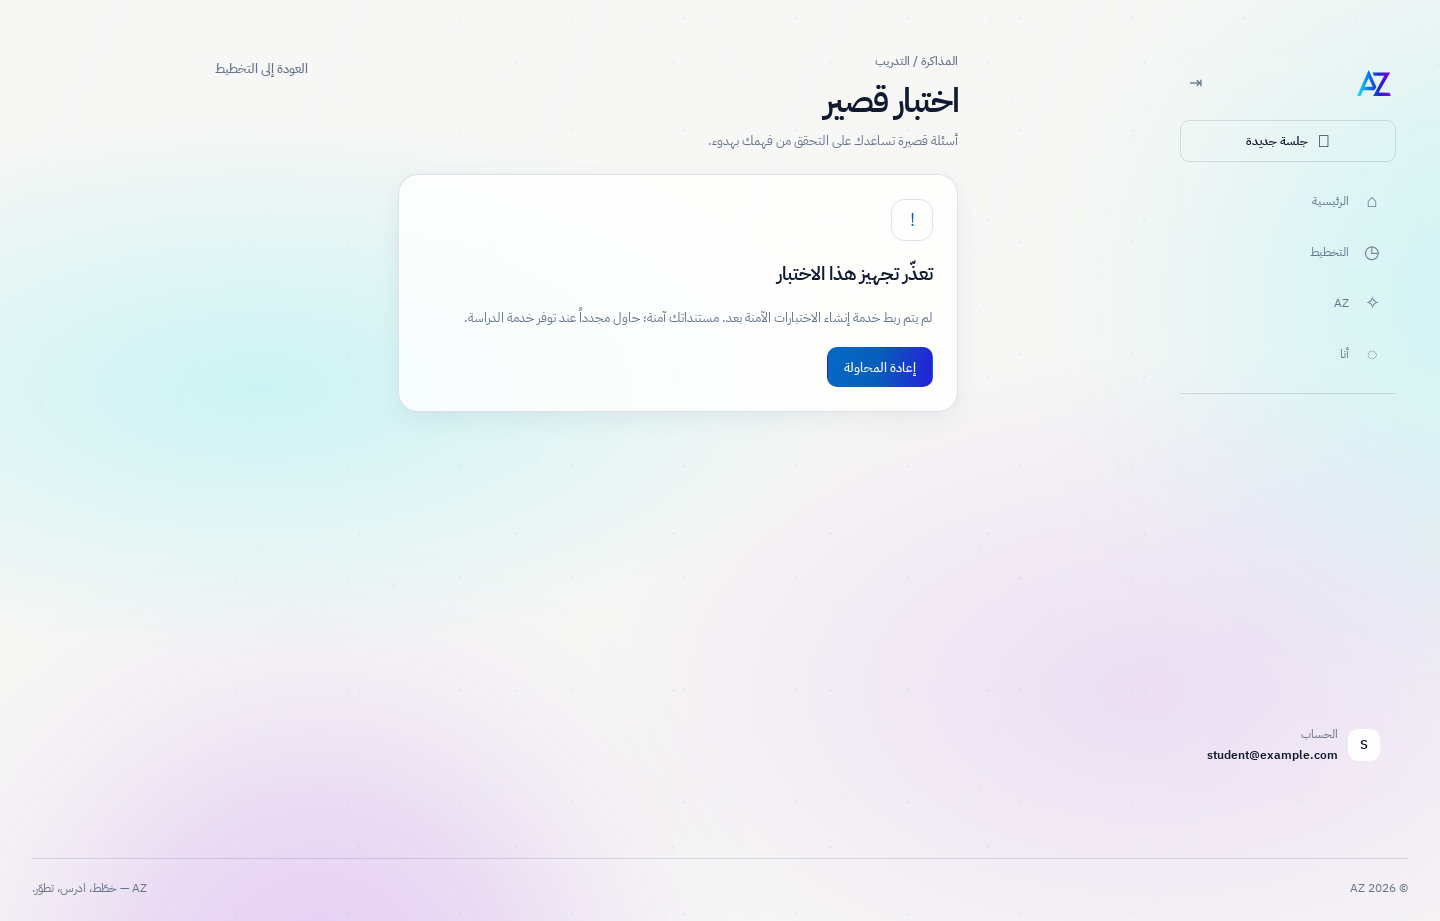 AZ
جلسة جديدة
الرئيسية
التخطيط
AZ
أنا
الحساب
S
student@example.com
المذاكرة / التدريب
العودة إلى التخطيط
اختبار قصير
أسئلة قصيرة تساعدك على التحقق من فهمك بهدوء.
!
تعذّر تجهيز هذا الاختبار
لم يتم ربط خدمة إنشاء الاختبارات الآمنة بعد. مستنداتك آمنة؛ حاول مجدداً عند توفر خدمة الدراسة.
إعادة المحاولة
© 2026 AZ
AZ — خطّط، ادرس، تطوّر.